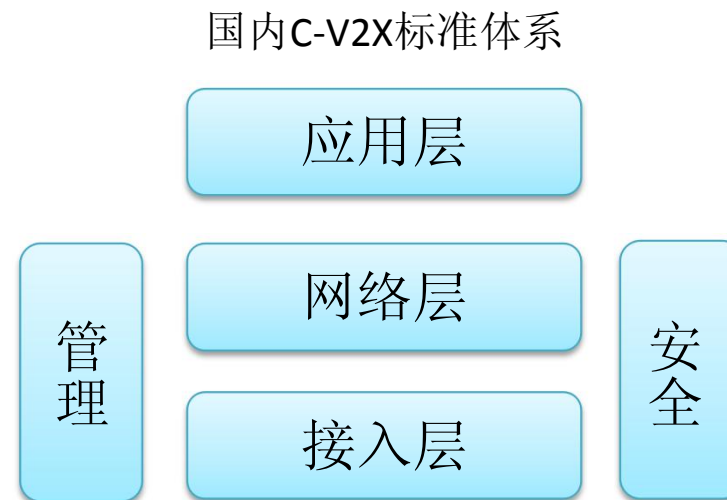 国内C-V2X标准体系
应用层
网络层
管理
安全
接入层